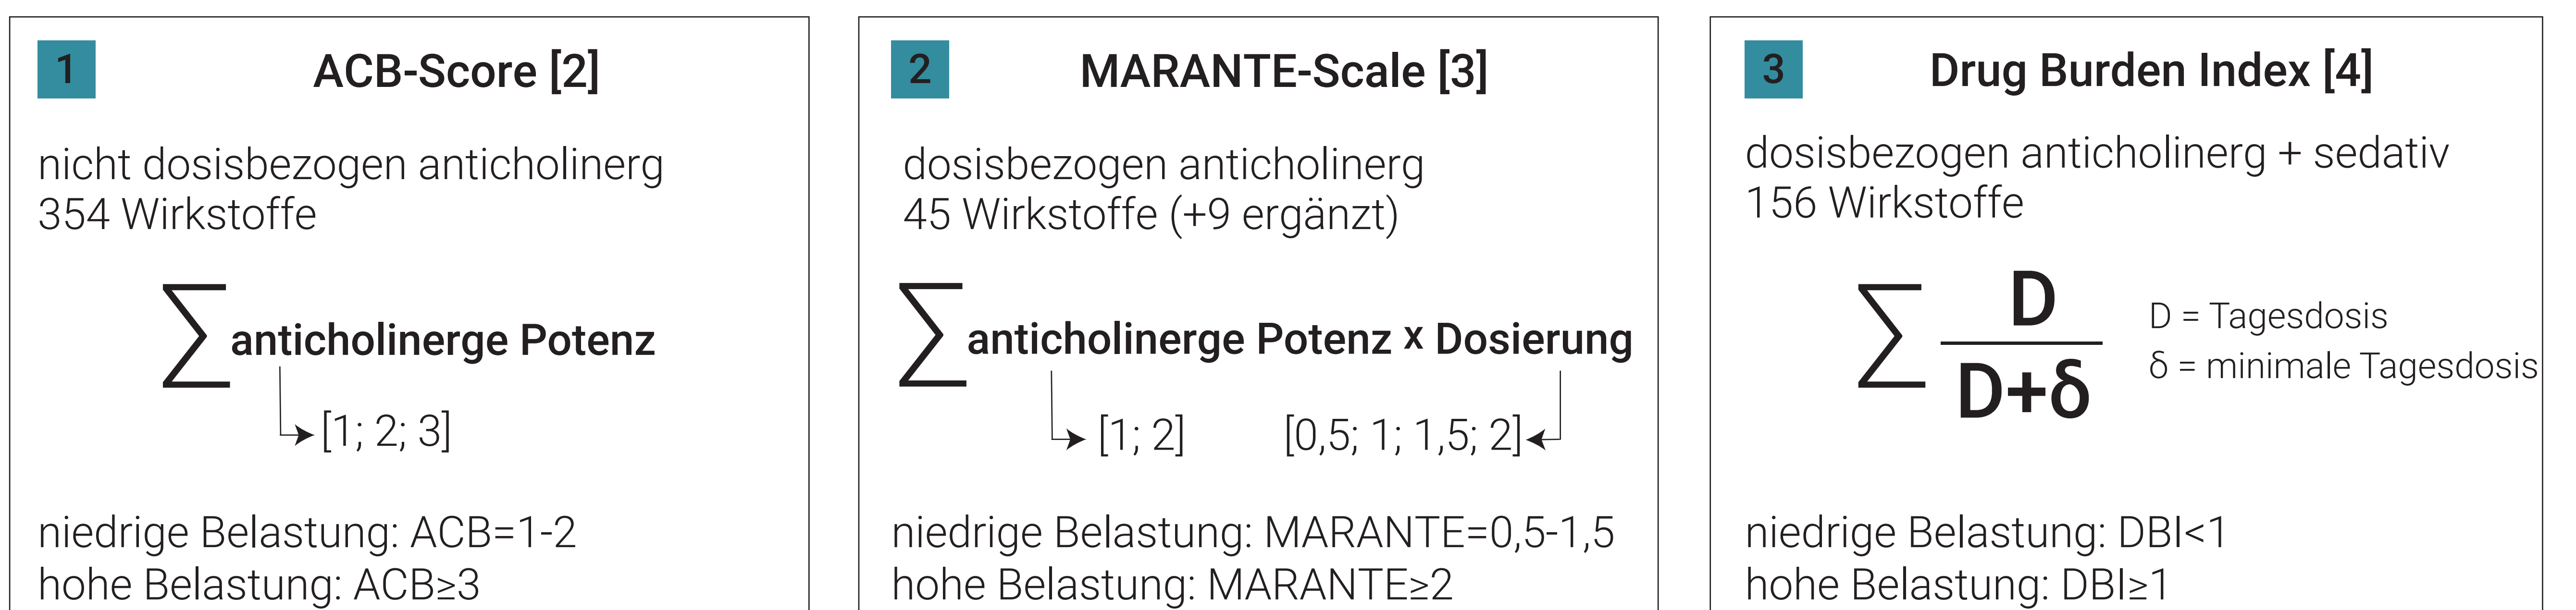 1 ACB-Score [2]
nicht dosisbezogen anticholinerg
354 Wirkstoffe
∑ anticholinerge Potenz
[1; 2; 3]
niedrige Belastung: ACB=1-2
hohe Belastung: ACB≥3
2 MARANTE-Scale [3]
dosisbezogen anticholinerg
45 Wirkstoffe (+9 ergänzt)
∑ anticholinerge Potenz x Dosierung
[1; 2] [0,5; 1; 1,5; 2]
niedrige Belastung: MARANTE=0,5-1,5
hohe Belastung: MARANTE≥2
3 Drug Burden Index [4]
dosisbezogen anticholinerg + sedativ
156 Wirkstoffe
∑
D
D+δ
D = Tagesdosis
δ = minimale Tagesdosis
niedrige Belastung: DBI<1
hohe Belastung: DBI≥1